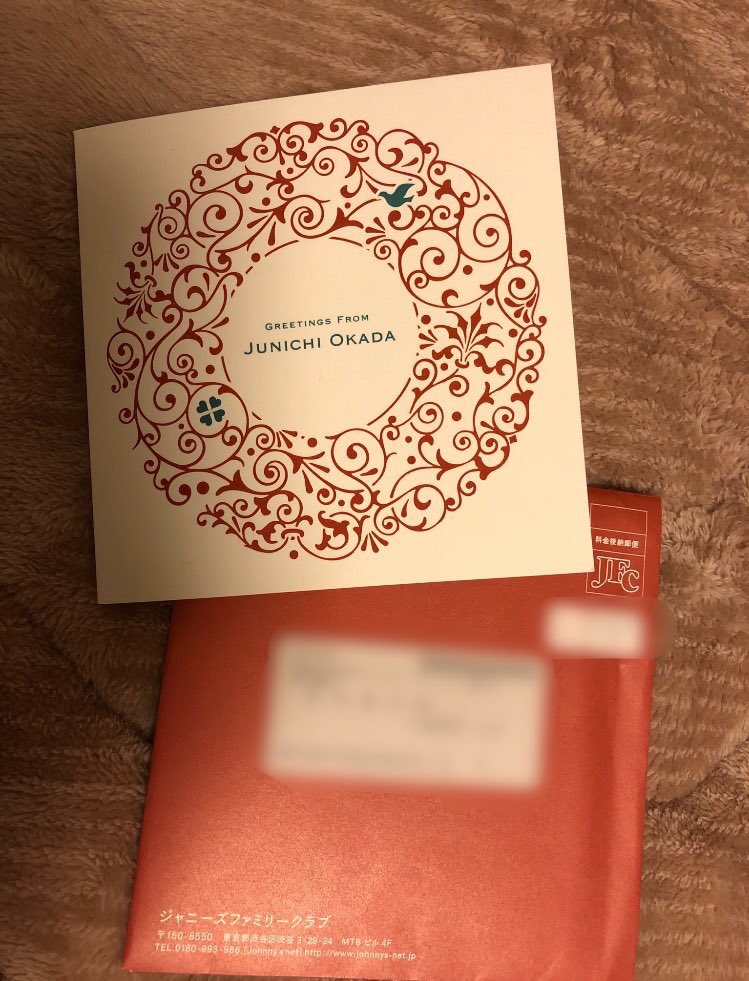 GREETINGS FROM
JUNICHI OKADA
料金後納郵便
JFC
ジャニーズファミリークラブ
〒150-8550 東京都渋谷区渋谷3-29-24 MTBビル4F
TEL.0180-993-966 [Johnny's net] http://www.johnnys-net.jp